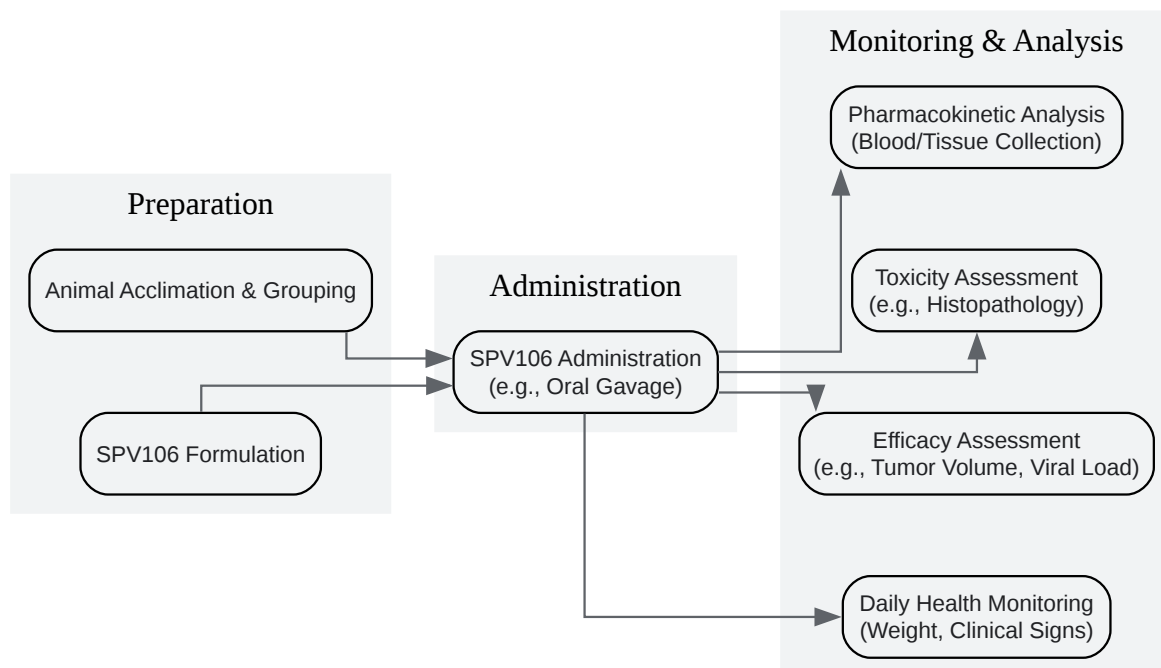 Preparation
Animal Acclimation & Grouping
SPV106 Formulation
Administration
SPV106 Administration
(e.g., Oral Gavage)
Monitoring & Analysis
Pharmacokinetic Analysis
(Blood/Tissue Collection)
Toxicity Assessment
(e.g., Histopathology)
Efficacy Assessment
(e.g., Tumor Volume, Viral Load)
Daily Health Monitoring
(Weight, Clinical Signs)